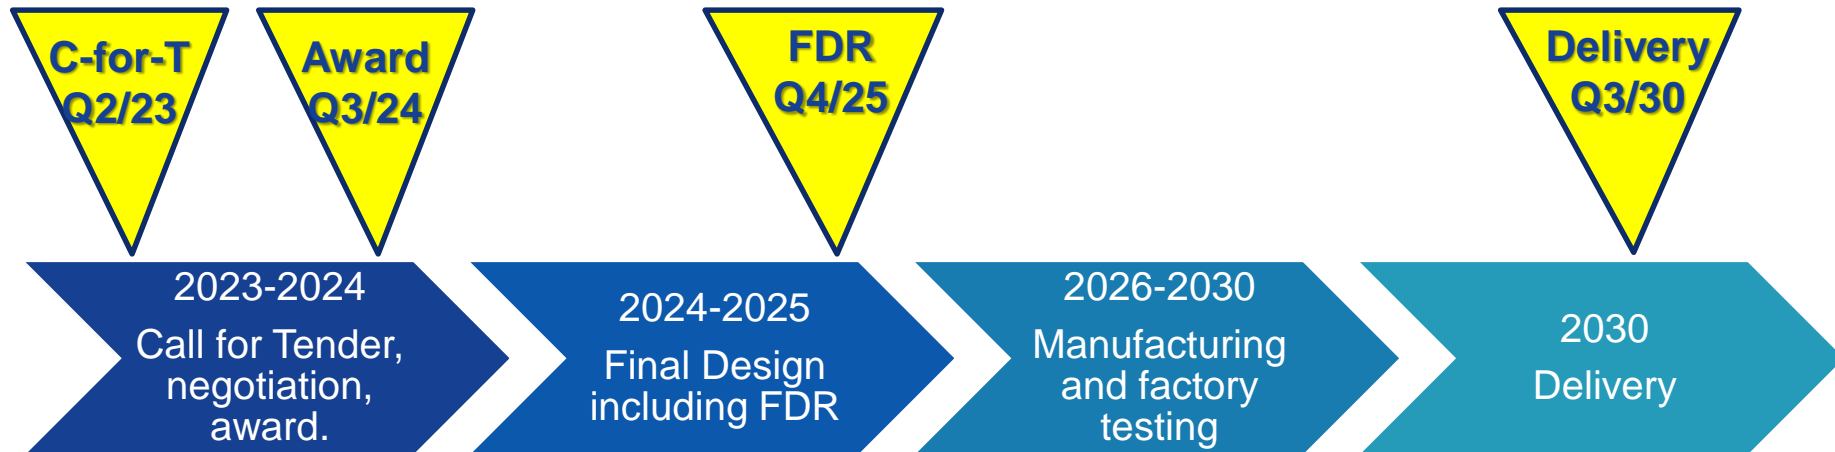 C-for-T
Q2/23
Award
Q3/24
FDR
Q4/25
Delivery
Q3/30
2023-2024
Call for Tender,
negotiation,
award.
2024-2025
Final Design
including FDR
2026-2030
Manufacturing
and factory
testing
2030
Delivery